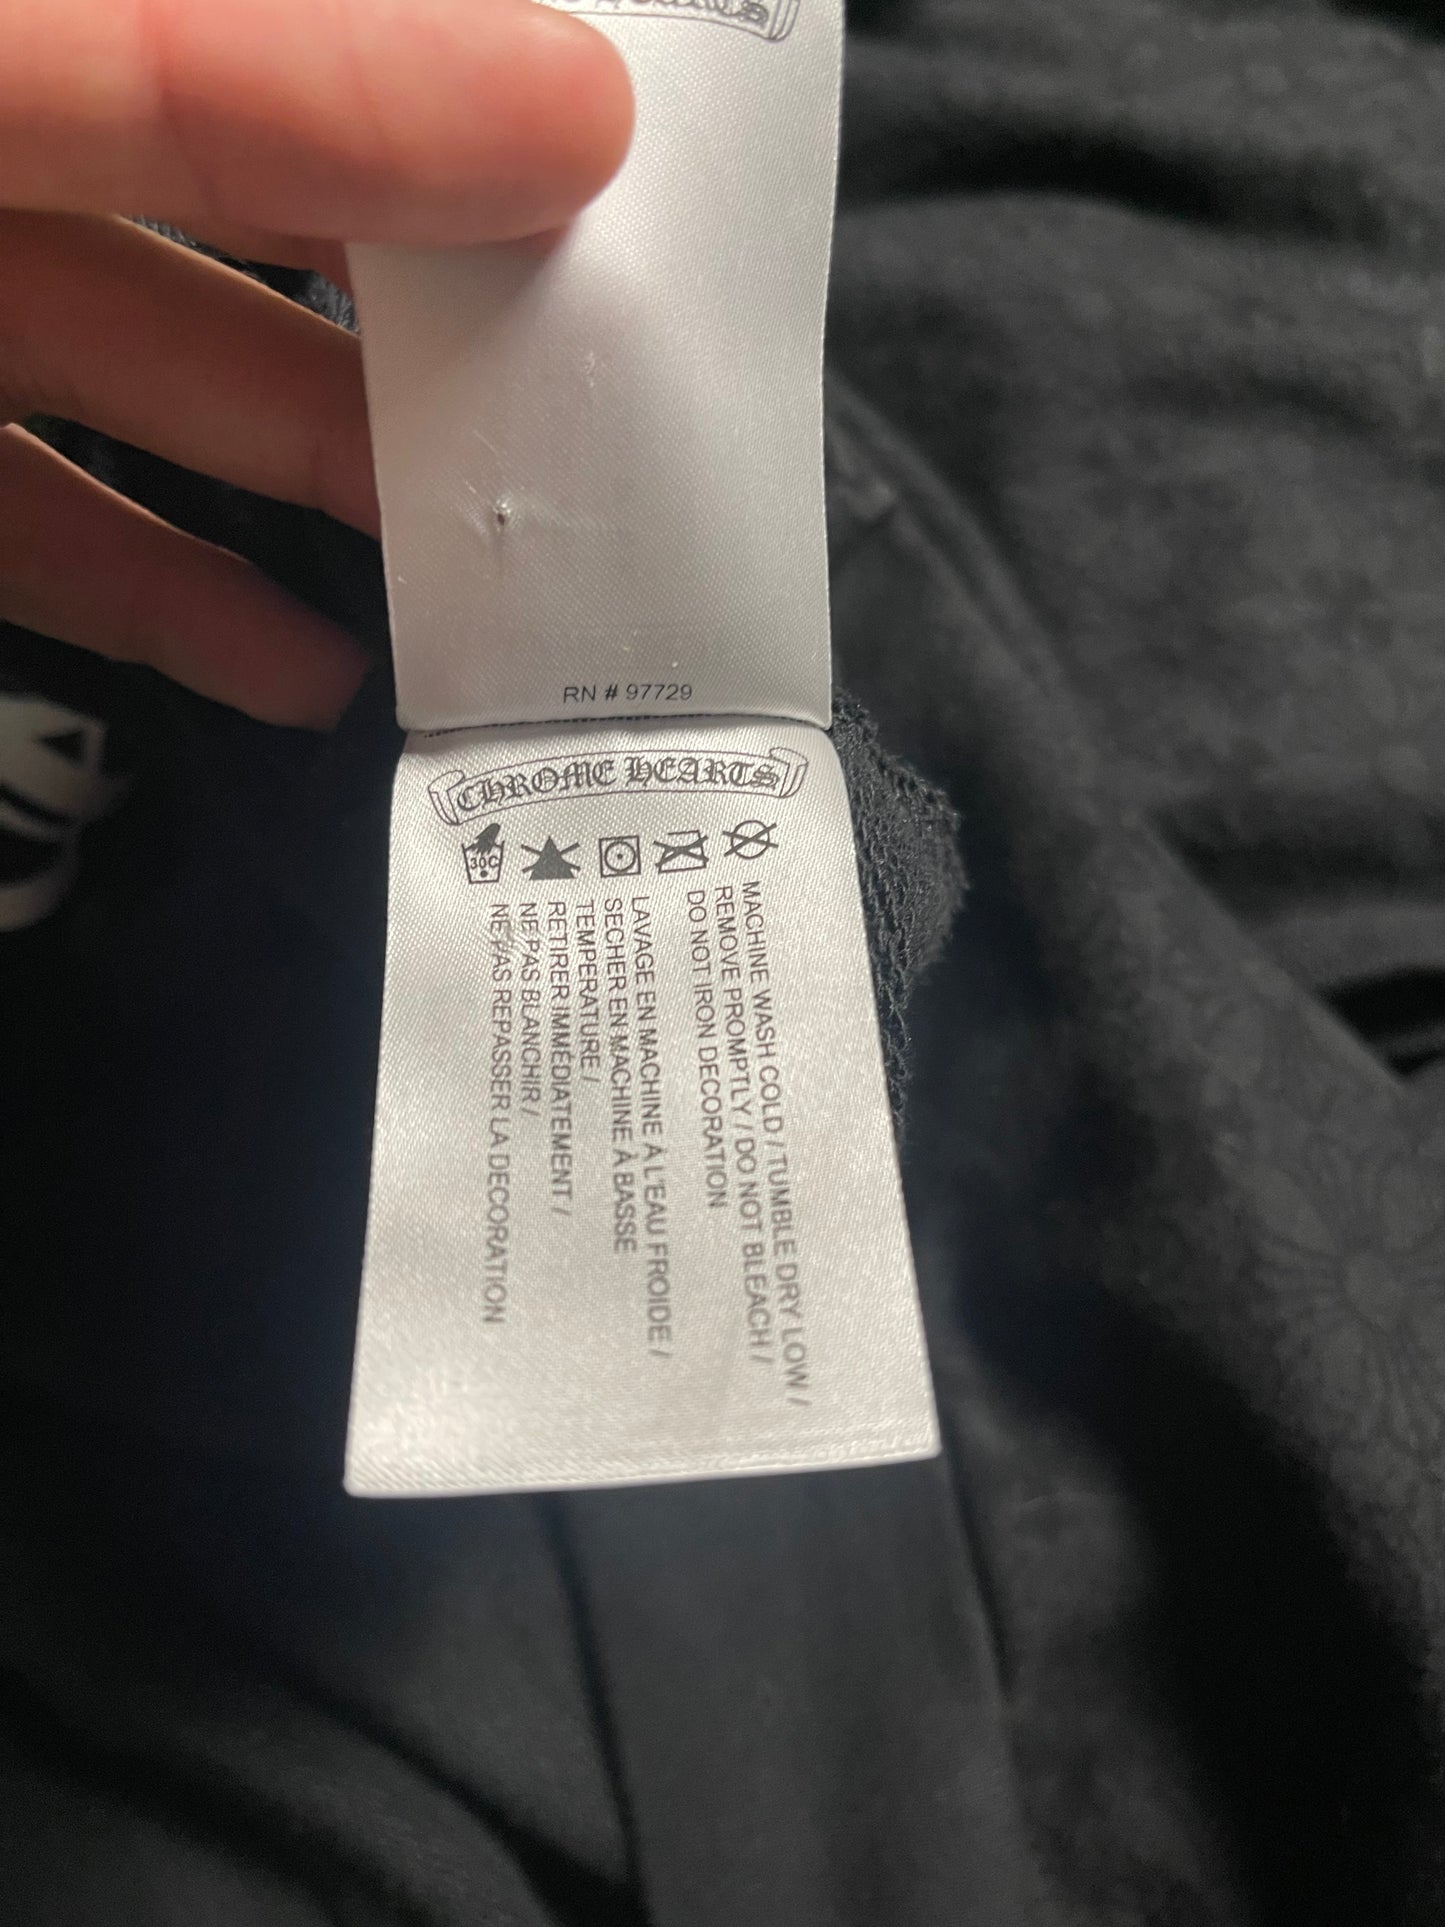 RN # 97729
CHROME HEARTS
30C
MACHINE WASH COLD / TUMBLE DRY LOW /
REMOVE PROMPTLY / DO NOT BLEACH /
DO NOT IRON DECORATION
LAVAGE EN MACHINE À L'EAU FROIDE /
SECHER EN MACHINE À BASSE
TEMPERATURE /
RETIRER IMMÉDIATEMENT /
NE PAS BLANCHIR /
NE PAS REPASSER LA DECORATION